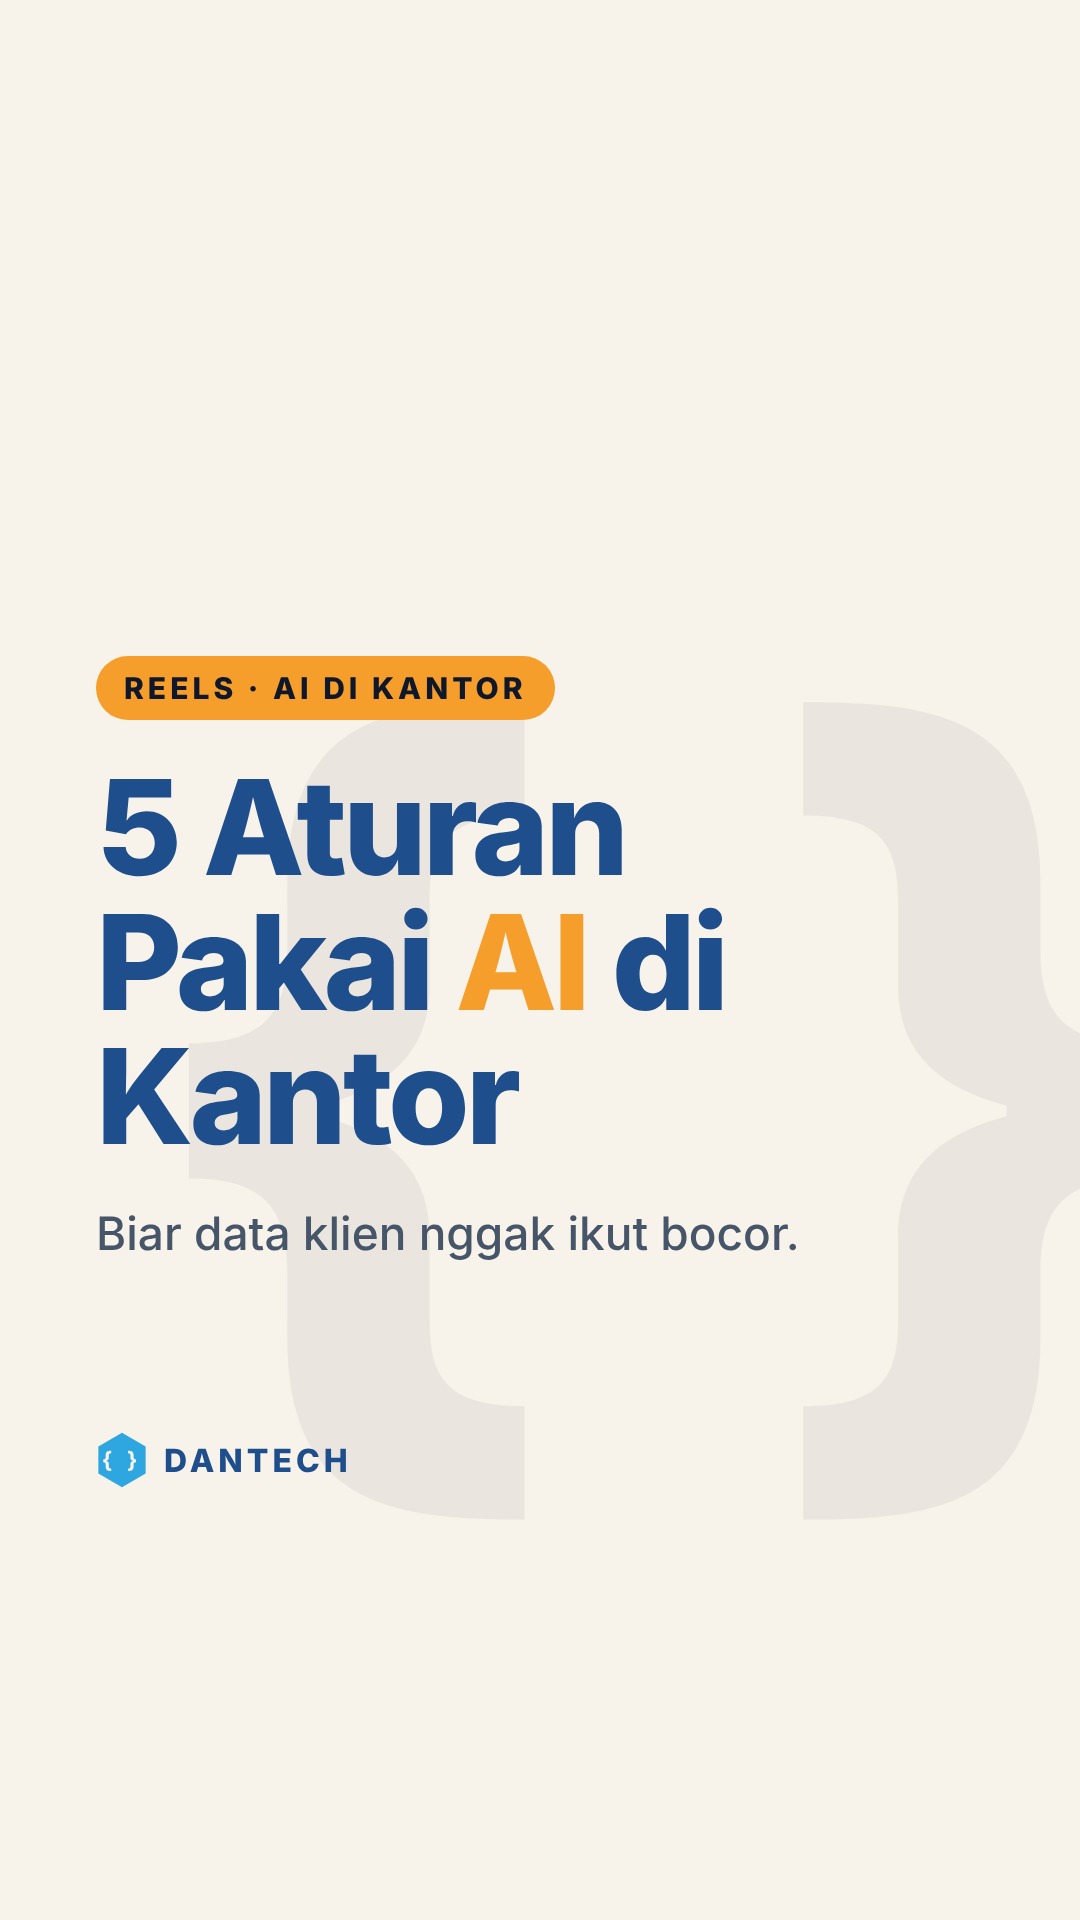 REELS · AI DI KANTOR
5 Aturan
Pakai AI di
Kantor
Biar data klien nggak ikut bocor.
{ } DANTECH